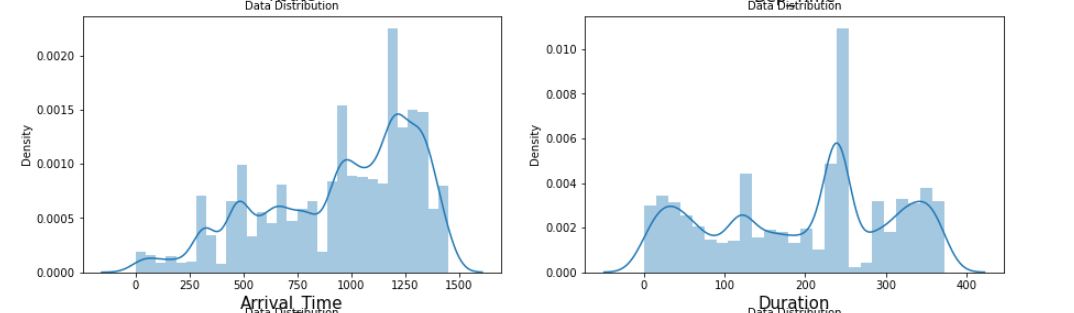 Data Distribution
Data Distribution
0.0020
0.0015
0.0010
0.0005
0.0000
Density
0
250
500
750
1000
1250
1500
Arrival_Time
0.010
0.008
0.006
0.004
0.002
0.000
Density
0
100
200
300
400
Duration
Data Distribution
Data Distribution